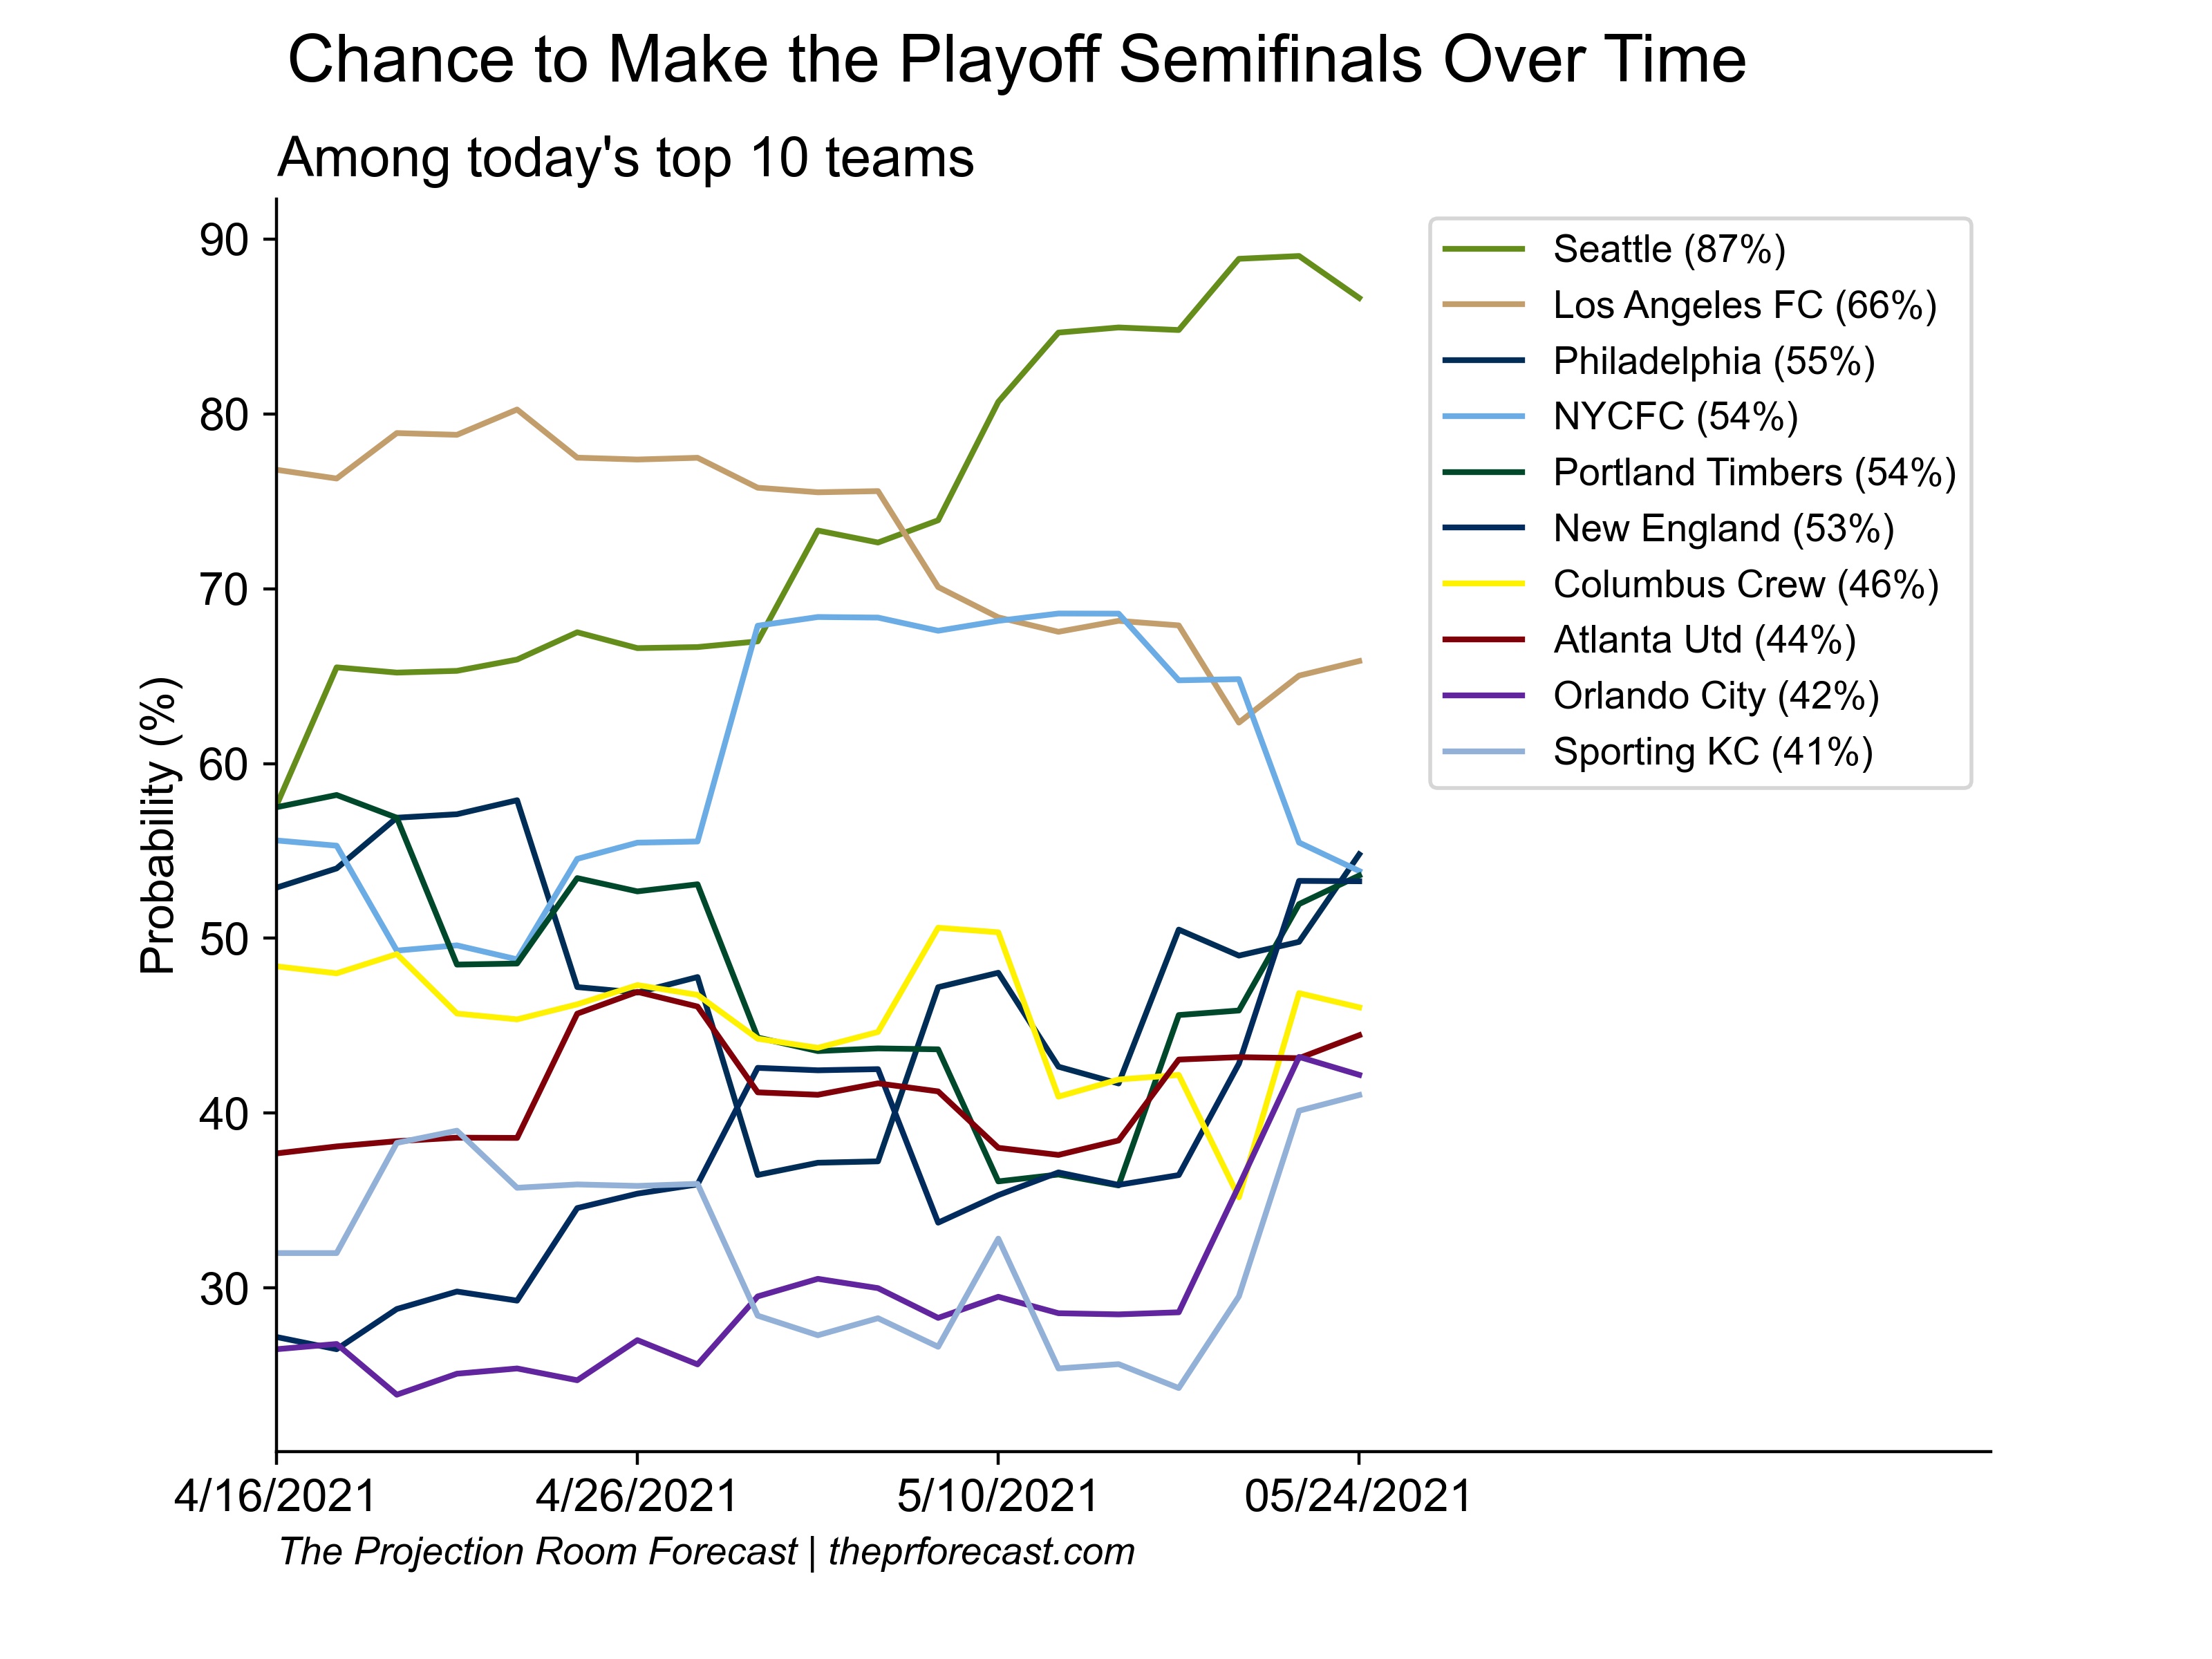 Chance to Make the Playoff Semifinals Over Time
Among today's top 10 teams
Probability (%)
90
80
70
60
50
40
30
4/16/2021
4/26/2021
5/10/2021
05/24/2021
Seattle (87%)
Los Angeles FC (66%)
Philadelphia (55%)
NYCFC (54%)
Portland Timbers (54%)
New England (53%)
Columbus Crew (46%)
Atlanta Utd (44%)
Orlando City (42%)
Sporting KC (41%)
The Projection Room Forecast | theprforecast.com